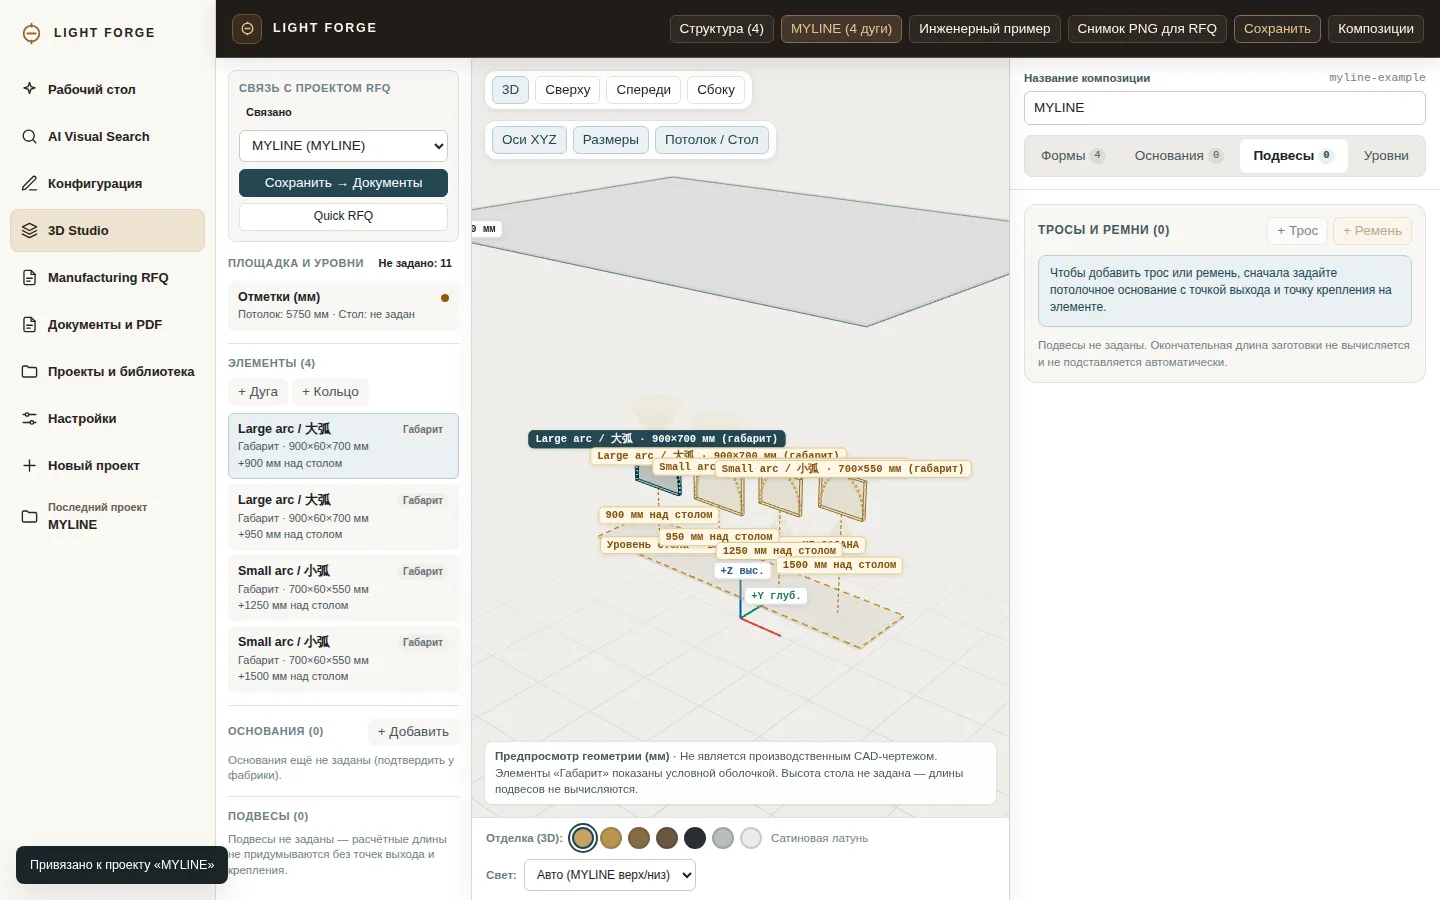 LIGHT FORGE
Рабочий стол
AI Visual Search
Конфигурация
3D Studio
Manufacturing RFQ
Документы и PDF
Проекты и библиотека
Настройки
Новый проект
Последний проект
MYLINE
Привязано к проекту «MYLINE»
LIGHT FORGE
Структура (4)
MYLINE (4 дуги)
Инженерный пример
Снимок PNG для RFQ
Сохранить
Композиции
СВЯЗЬ С ПРОЕКТОМ RFQ
Связано
MYLINE (MYLINE)
Сохранить → Документы
Quick RFQ
ПЛОЩАДКА И УРОВНИ Не задано: 11
Отметки (мм)
Потолок: 5750 мм · Стол: не задан
ЭЛЕМЕНТЫ (4)
+ Дуга
+ Кольцо
Large arc / 大弧 Габарит
Габарит · 900×60×700 мм
+900 мм над столом
Large arc / 大弧 Габарит
Габарит · 900×60×700 мм
+950 мм над столом
Small arc / 小弧 Габарит
Габарит · 700×60×550 мм
+1250 мм над столом
Small arc / 小弧 Габарит
Габарит · 700×60×550 мм
+1500 мм над столом
ОСНОВАНИЯ (0) + Добавить
Основания ещё не заданы (подтвердить у
фабрики).
ПОДВЕСЫ (0)
Подвесы не заданы — расчётные длины
не придумываются без точек выхода и
крепления.
3D Сверху Спереди Сбоку
Оси XYZ Размеры Потолок / Стол
мм
Large arc / 大弧 · 900×700 мм (габарит)
Large arc / 大弧 · 900×700 мм (габарит)
Small arc
Small arc / 小弧 · 700×550 мм (габарит)
900 мм над столом
950 мм над столом
Уровень
1250 мм над столом
1500 мм над столом
+Z выс.
+Y глуб.
Предпросмотр геометрии (мм) · Не является производственным CAD-чертежом.
Элементы «Габарит» показаны условной оболочкой. Высота стола не задана — длины
подвесов не вычисляются.
Отделка (3D): Сатиновая латунь
Свет: Авто (MYLINE верх/низ)
Название композиции myline-example
MYLINE
Формы 4 Основания 0 Подвесы 0 Уровни
ТРОСЫ И РЕМНИ (0) + Трос + Ремень
Чтобы добавить трос или ремень, сначала задайте
потолочное основание с точкой выхода и точку крепления на
элементе.
Подвесы не заданы. Окончательная длина заготовки не вычисляется
и не подставляется автоматически.